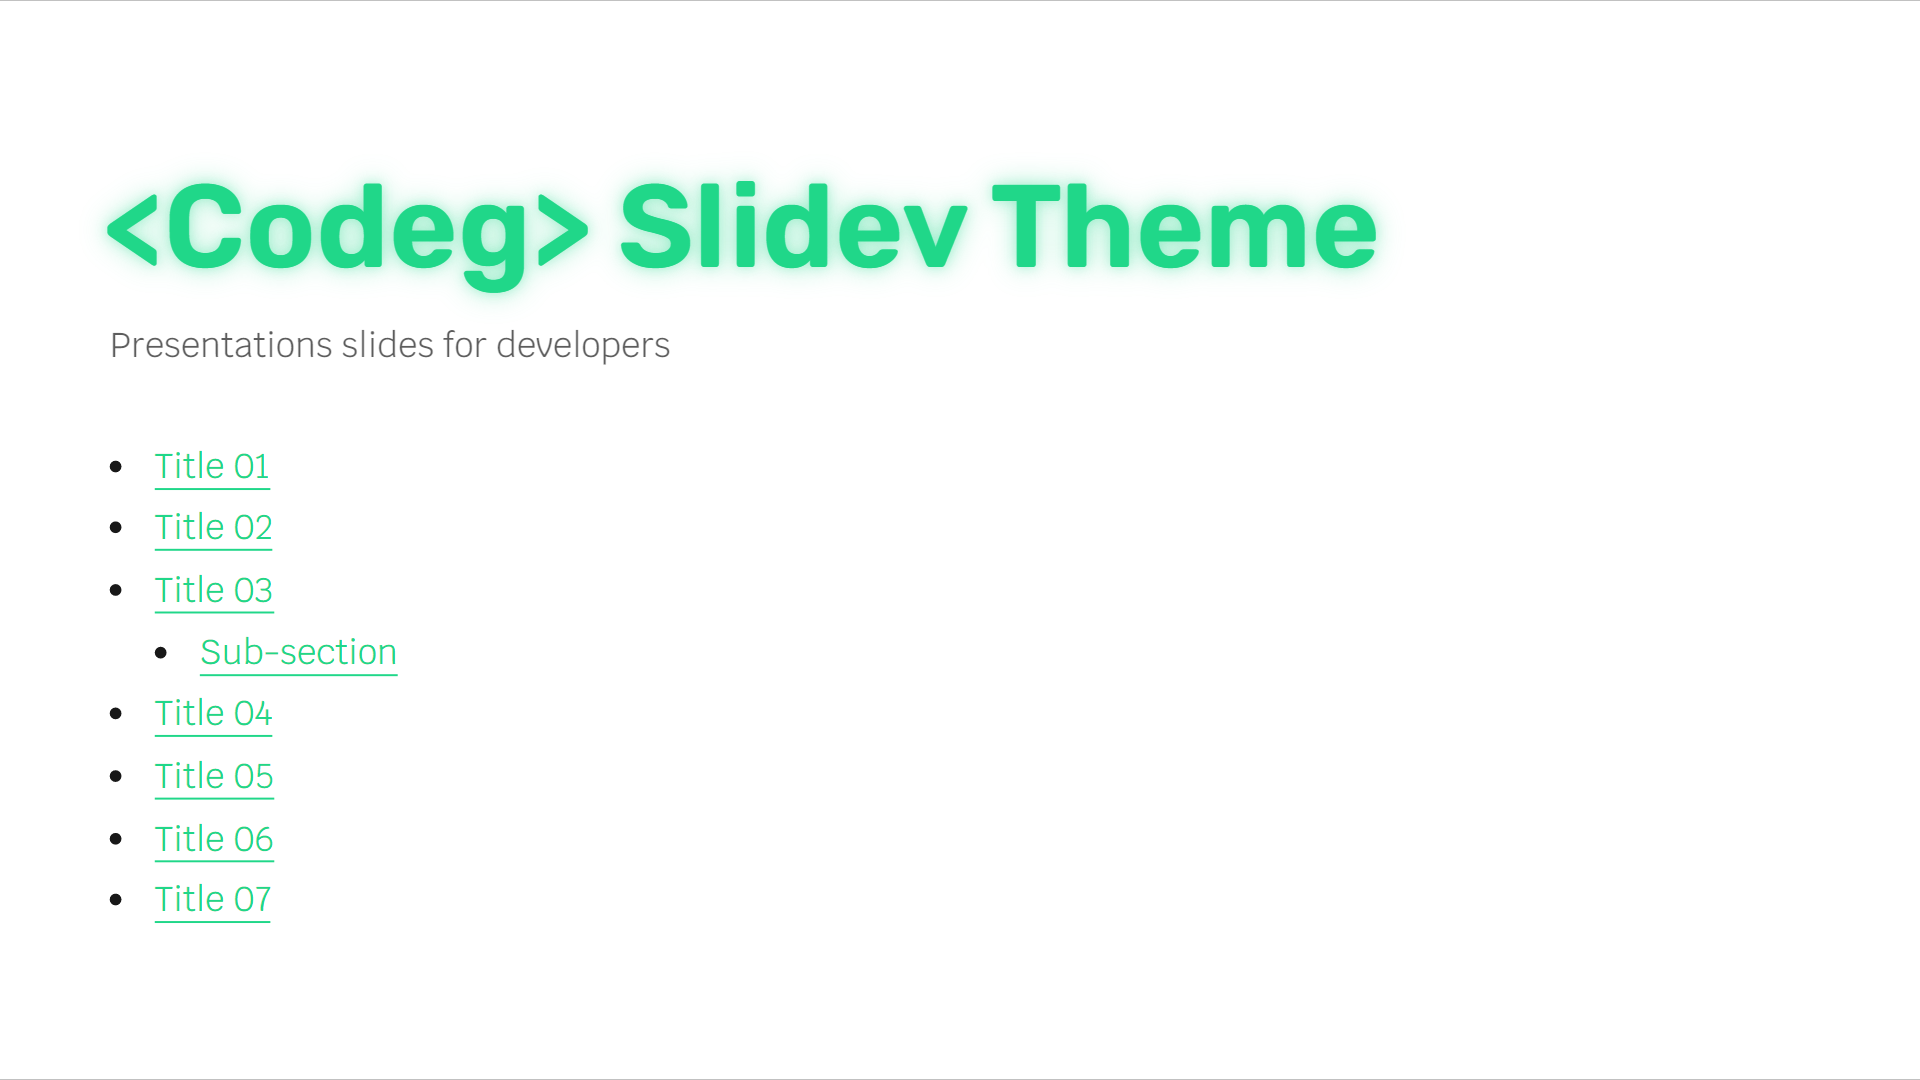 <Codeg> Slidev Theme
Presentations slides for developers
Title 01
Title 02
Title 03
Sub-section
Title 04
Title 05
Title 06
Title 07